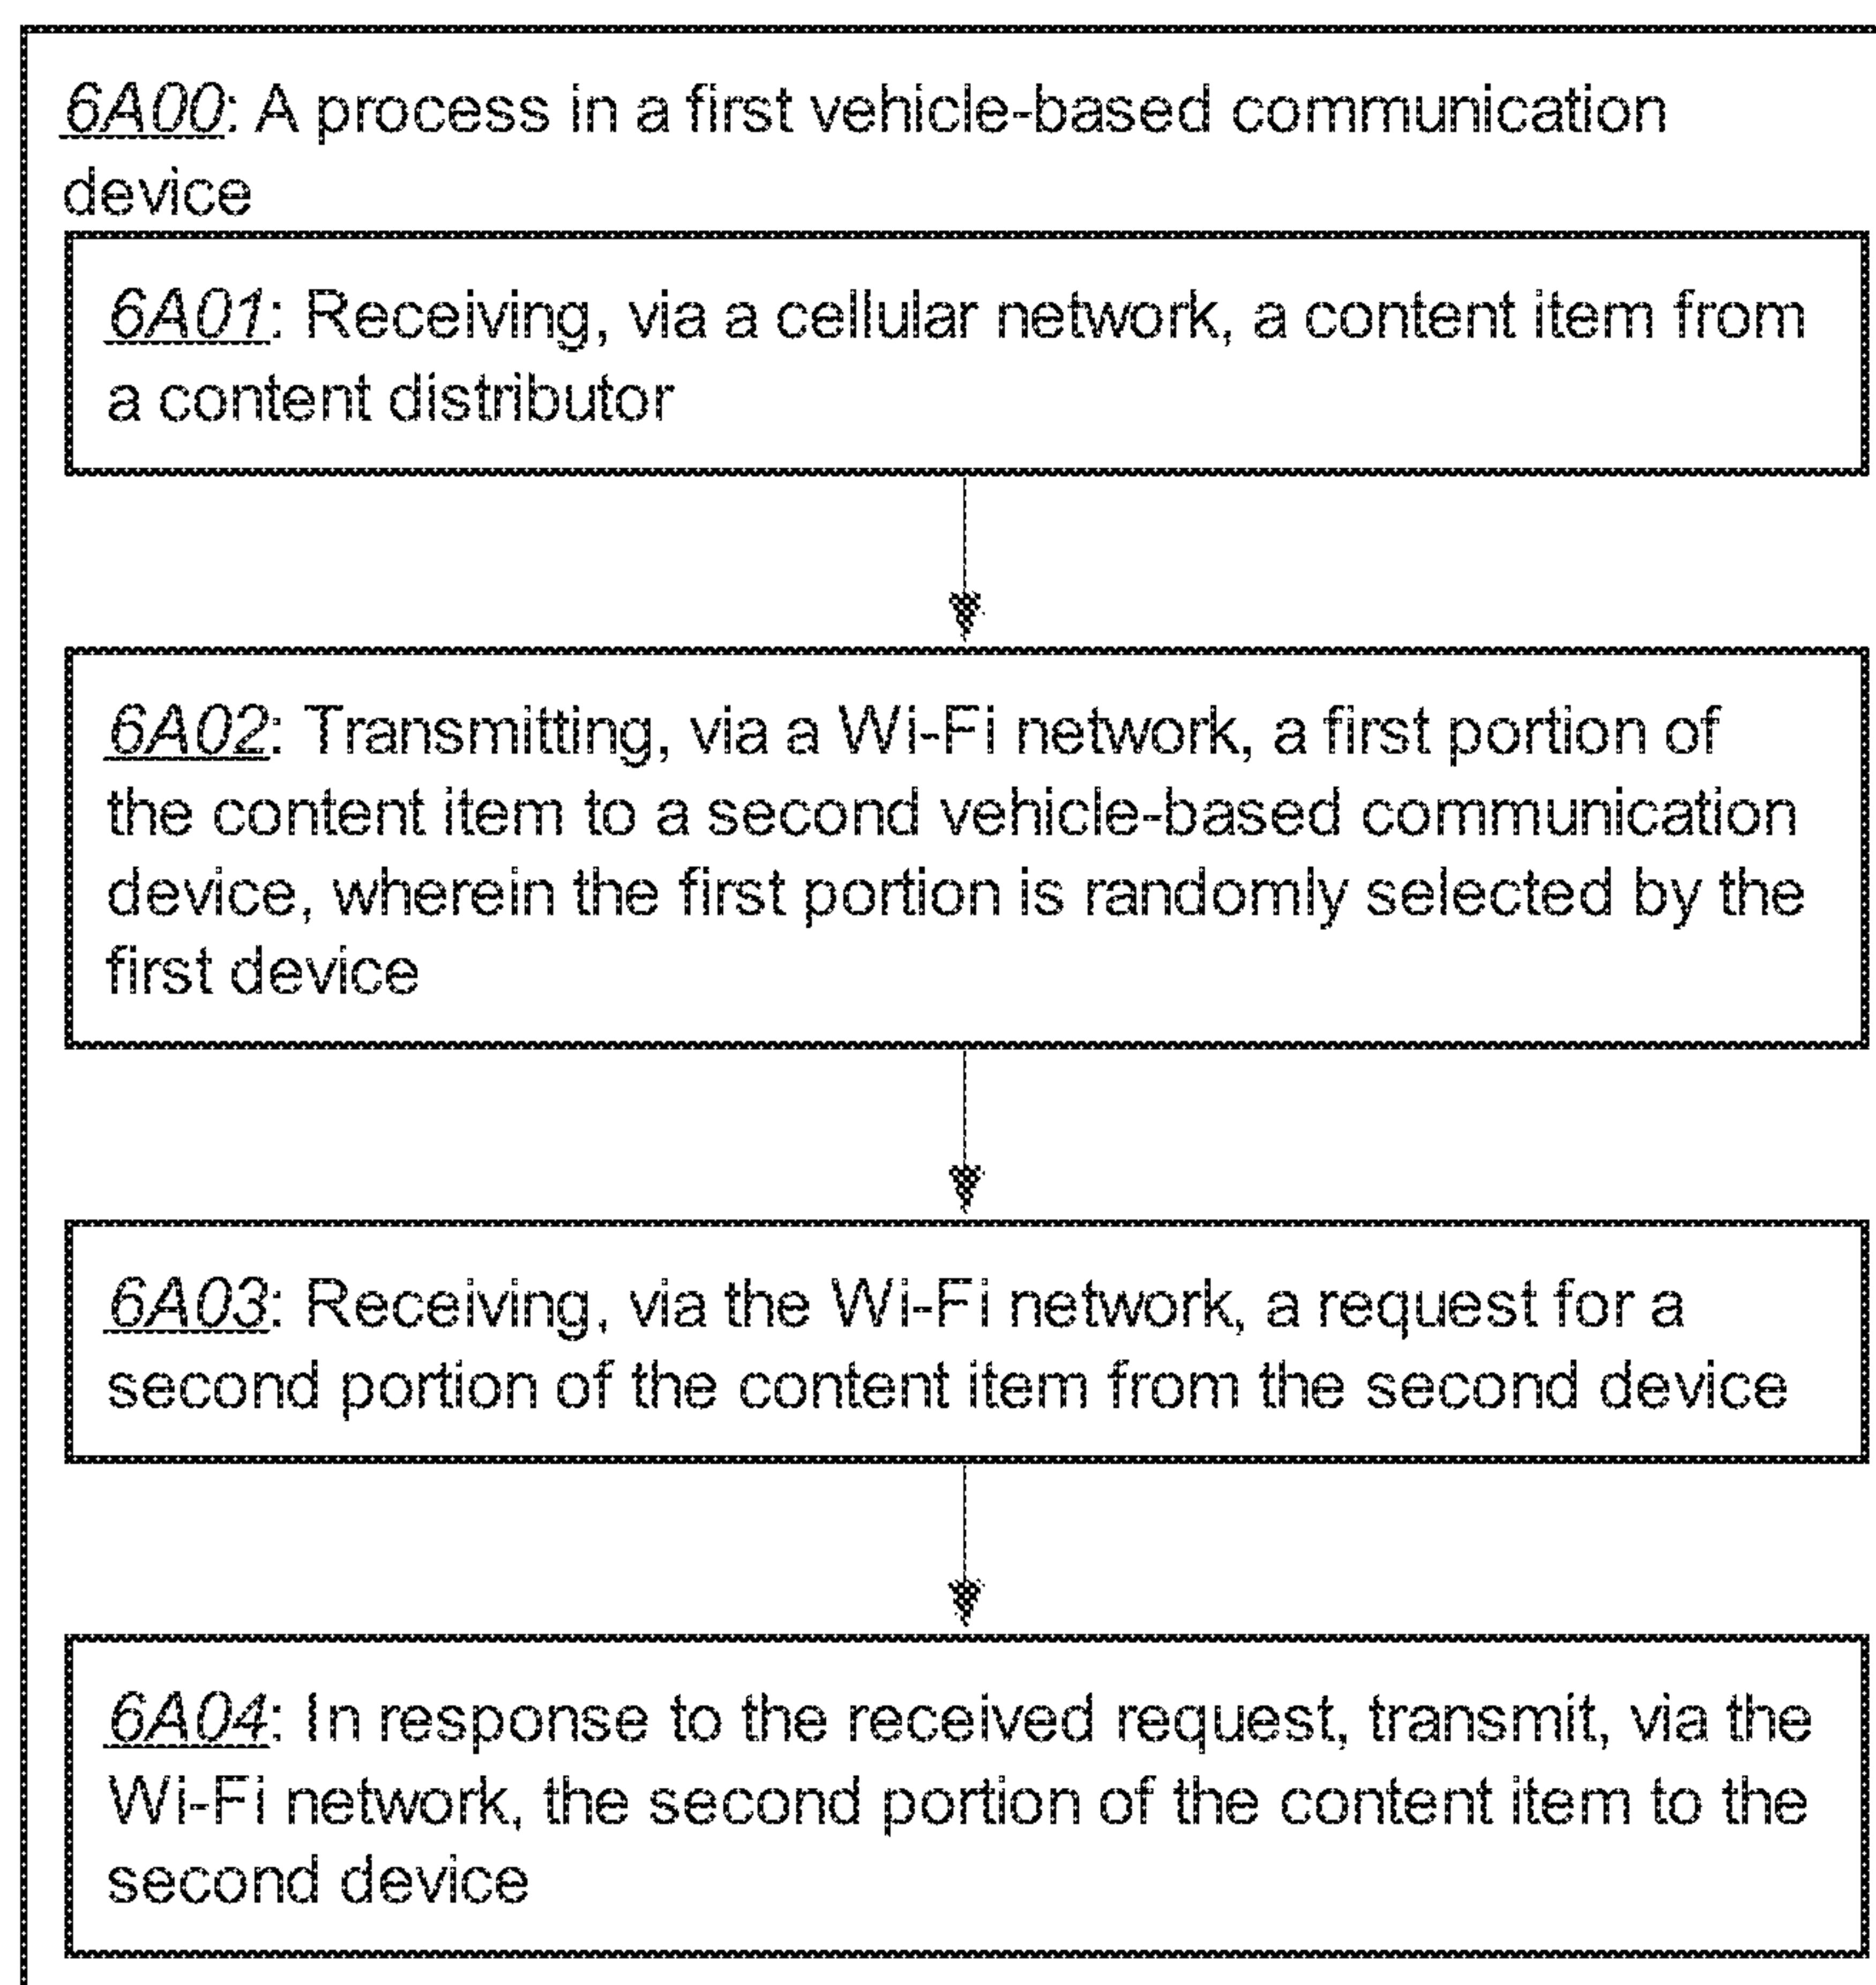 6A00: A process in a first vehicle-based communication
device
6A01: Receiving, via a cellular network, a content item from
a content distributor
6A02: Transmitting, via a Wi-Fi network, a first portion of
the content item to a second vehicle-based communication
device, wherein the first portion is randomly selected by the
first device
6A03: Receiving, via the Wi-Fi network, a request for a
second portion of the content item from the second device
6A04: In response to the received request, transmit, via the
Wi-Fi network, the second portion of the content item to the
second device